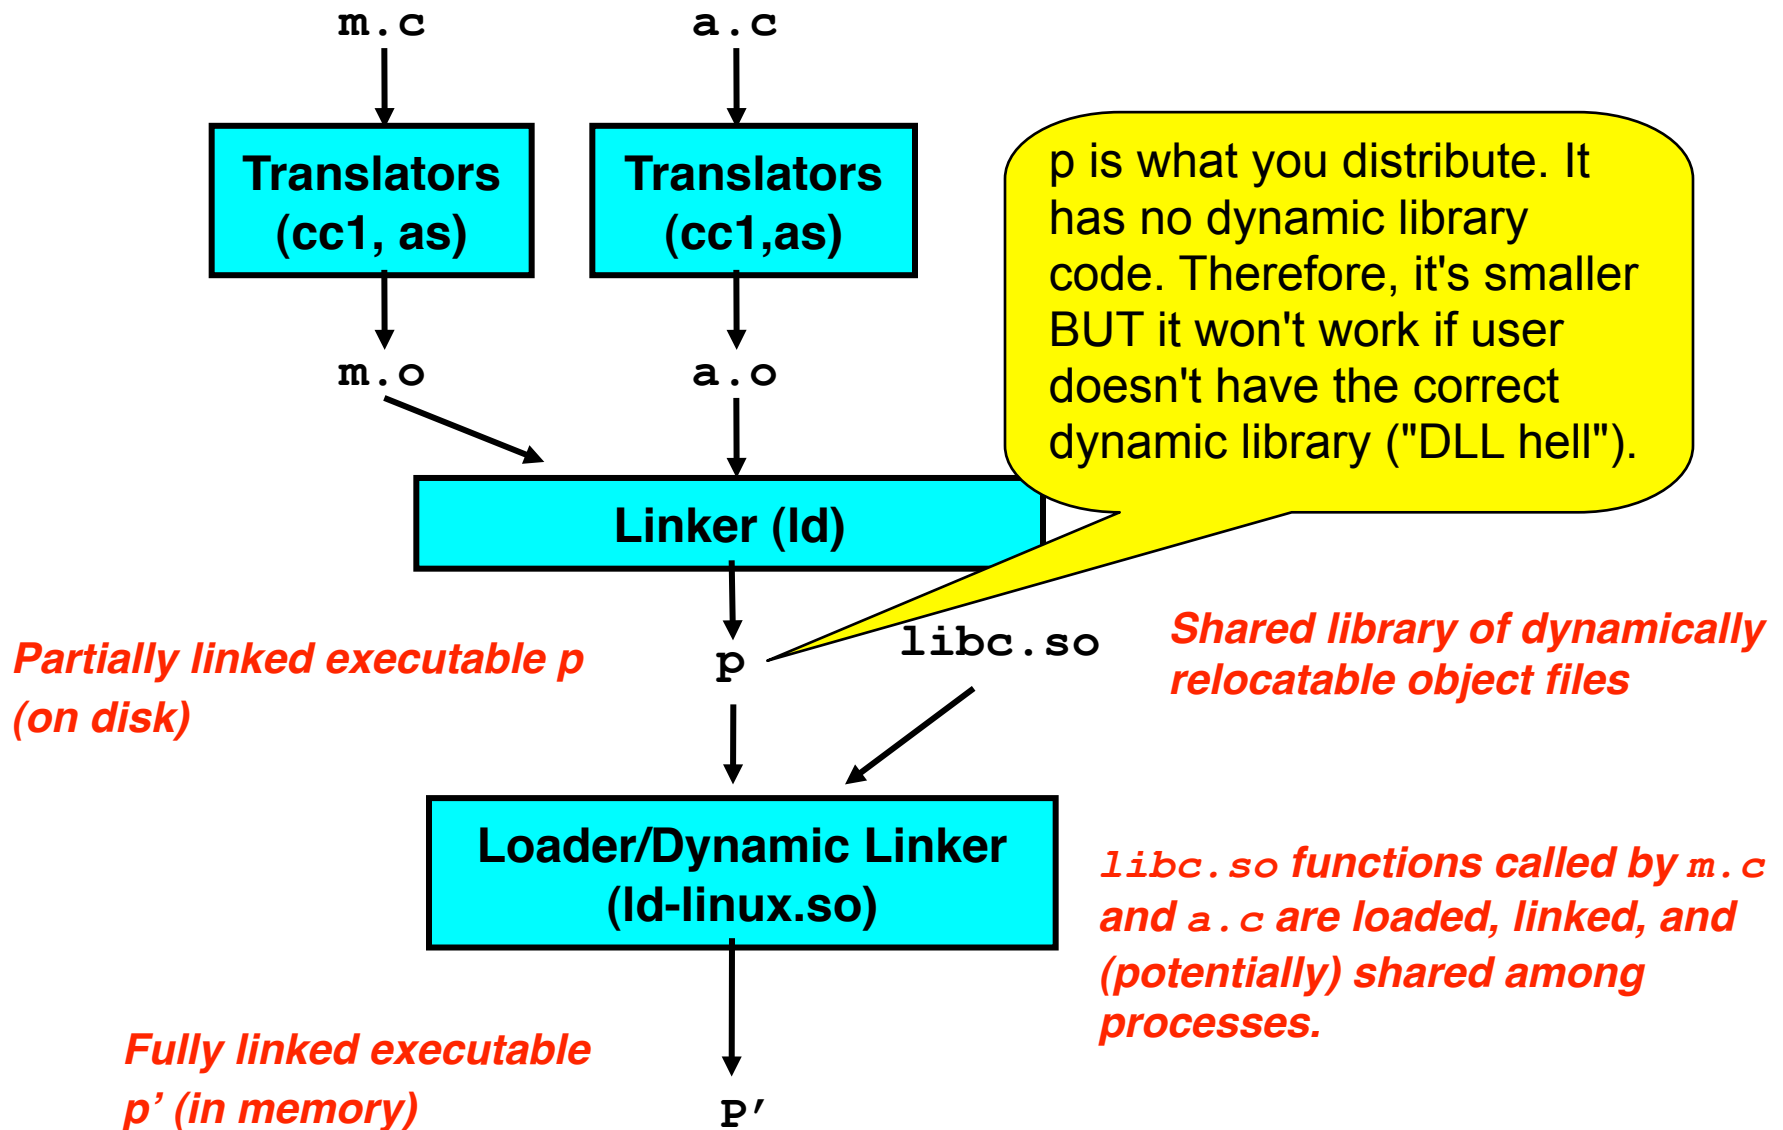 m.c
a.c
Translators
(cc1, as)
Translators
(cc1,as)
p is what you distribute. It
has no dynamic library
code. Therefore, it's smaller
BUT it won't work if user
doesn't have the correct
dynamic library ("DLL hell").
m.o
a.o
Linker (ld)
Partially linked executable p
(on disk)
p
libc.so
Shared library of dynamically
relocatable object files
Loader/Dynamic Linker
(ld-linux.so)
libc.so functions called by m.c
and a.c are loaded, linked, and
(potentially) shared among
processes.
Fully linked executable
p’ (in memory)
P’